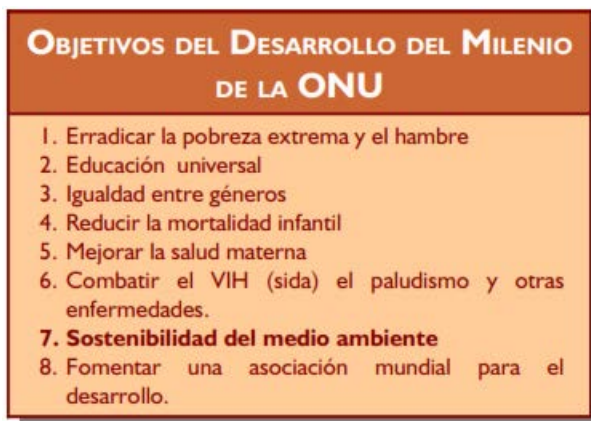 OBJETIVOS DEL DESARROLLO DEL MILENIO
DE LA ONU
1. Erradicar la pobreza extrema y el hambre
2. Educación universal
3. Igualdad entre géneros
4. Reducir la mortalidad infantil
5. Mejorar la salud materna
6. Combatir el VIH (sida) el paludismo y otras
enfermedades.
7. Sostenibilidad del medio ambiente
8. Fomentar una asociación mundial para el
desarrollo.